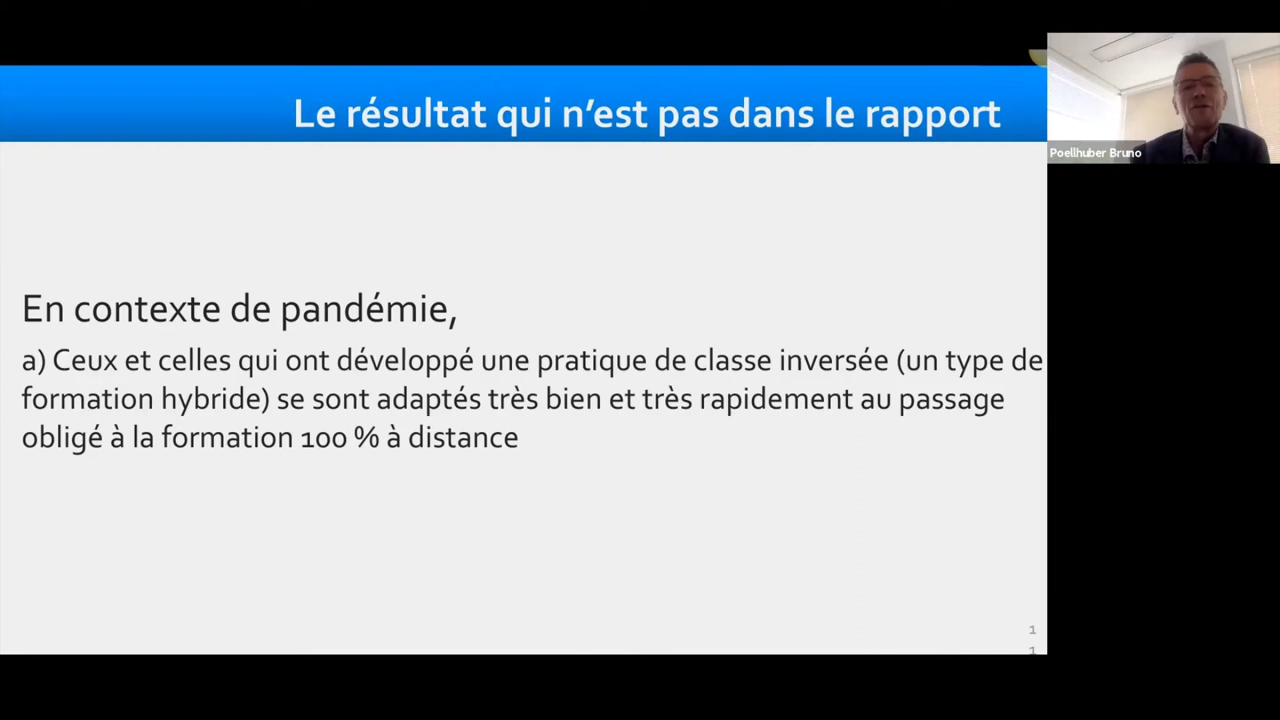 Le résultat qui n’est pas dans le rapport
Poellhuber Bruno
En contexte de pandémie,
a) Ceux et celles qui ont développé une pratique de classe inversée (un type de
formation hybride) se sont adaptés très bien et très rapidement au passage
obligé à la formation 100 % à distance
1
1